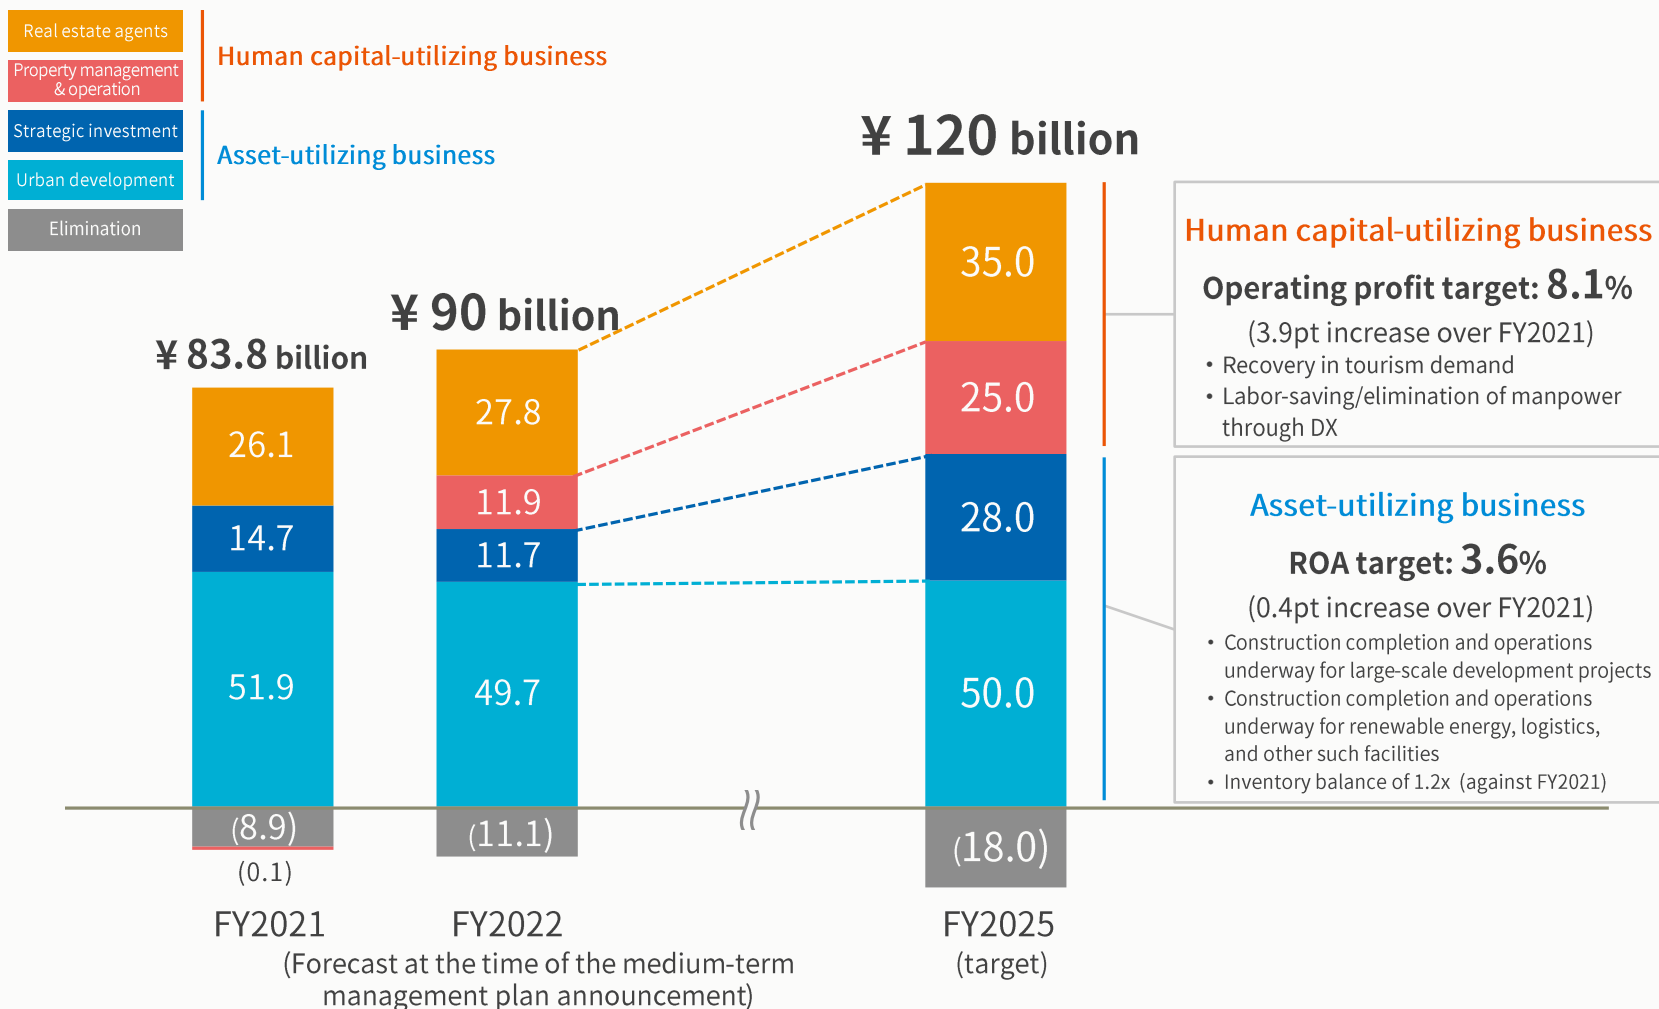 Real estate agents
Property management
& operation
Human capital-utilizing business
Strategic investment
Urban development
Asset-utilizing business
Elimination
¥ 83.8 billion
¥ 90 billion
¥ 120 billion
26.1
14.7
51.9
(8.9)
(0.1)
27.8
11.9
11.7
49.7
(11.1)
35.0
25.0
28.0
50.0
(18.0)
FY2021
FY2022
(Forecast at the time of the medium-term
management plan announcement)
FY2025
(target)
Human capital-utilizing business
Operating profit target: 8.1%
(3.9pt increase over FY2021)
• Recovery in tourism demand
• Labor-saving/elimination of manpower
through DX
Asset-utilizing business
ROA target: 3.6%
(0.4pt increase over FY2021)
• Construction completion and operations
underway for large-scale development projects
• Construction completion and operations
underway for renewable energy, logistics,
and other such facilities
• Inventory balance of 1.2x (against FY2021)